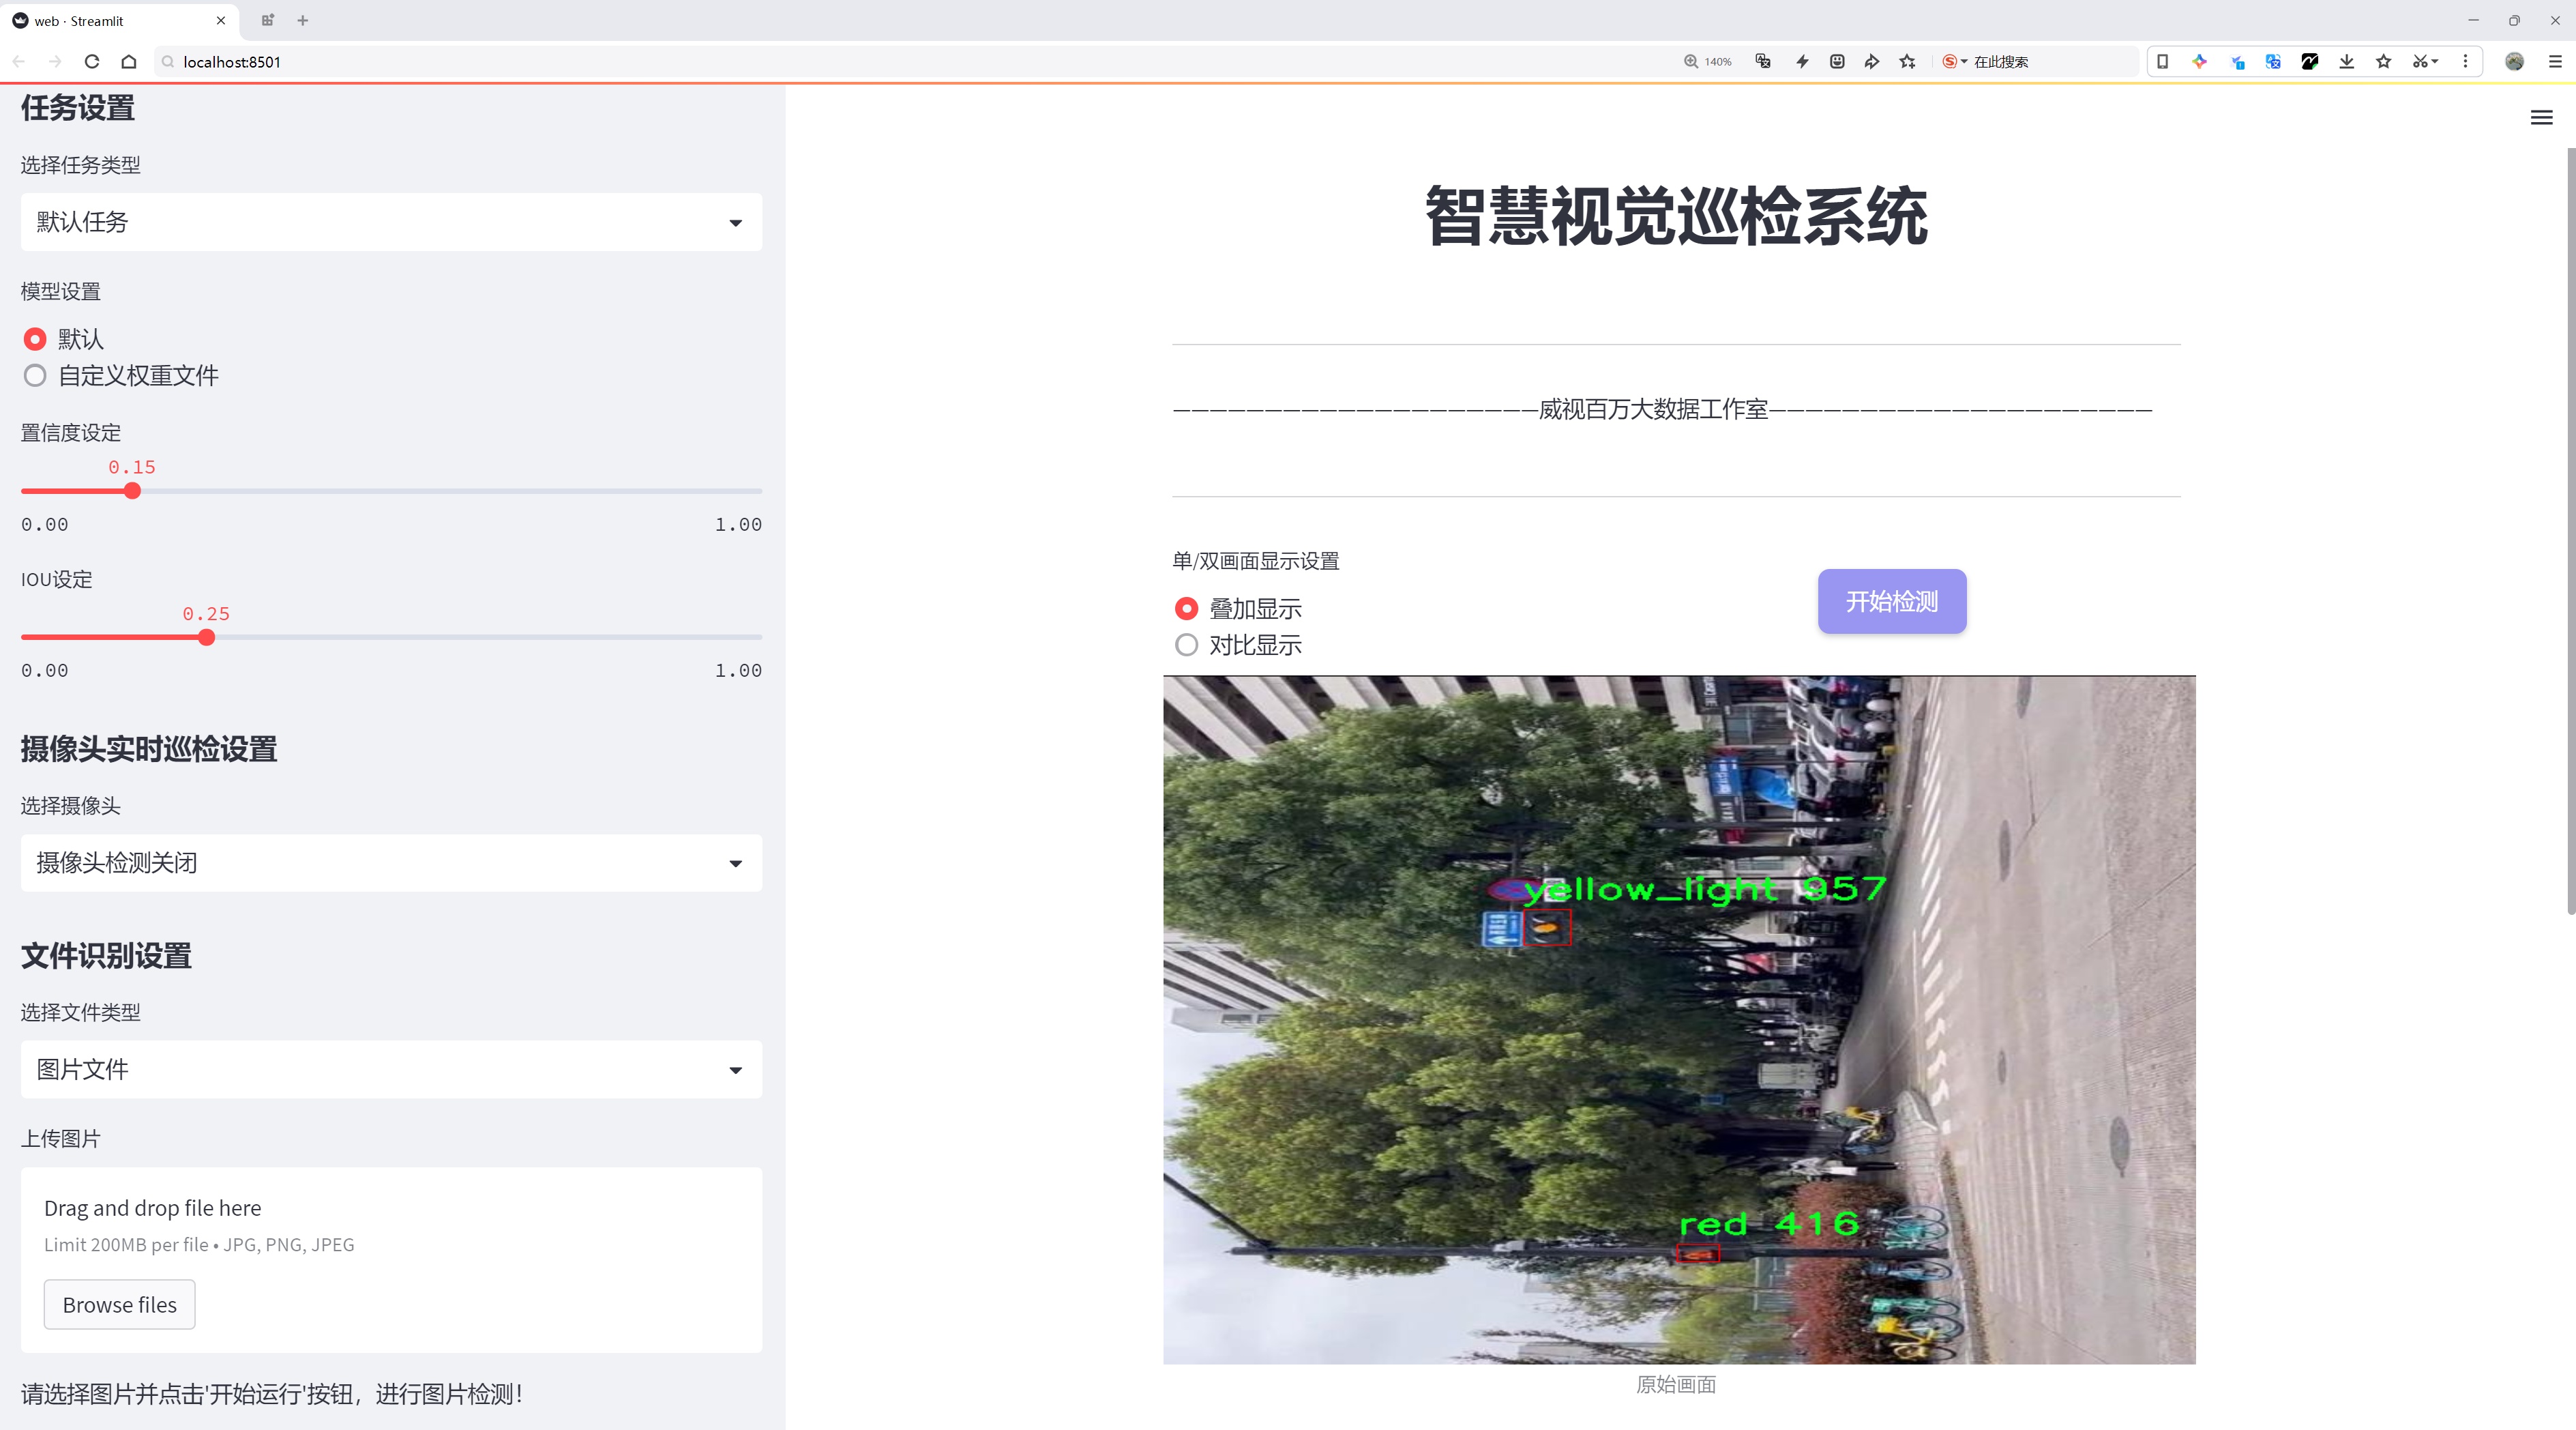 web · Streamlit
localhost:8501
140%
在此搜索
任务设置
选择任务类型
默认任务
模型设置
默认
自定义权重文件
置信度设定
0.15
0.00
1.00
IOU设定
0.25
0.00
1.00
摄像头实时巡检设置
选择摄像头
摄像头检测关闭
文件识别设置
选择文件类型
图片文件
上传图片
Drag and drop file here
Limit 200MB per file • JPG, PNG, JPEG
Browse files
请选择图片并点击'开始运行'按钮，进行图片检测！
智慧视觉巡检系统
————————————————————威视百万大数据工作室—————————————————————
单/双画面显示设置
叠加显示
对比显示
开始检测
yellow_light 957
red 416
原始画面